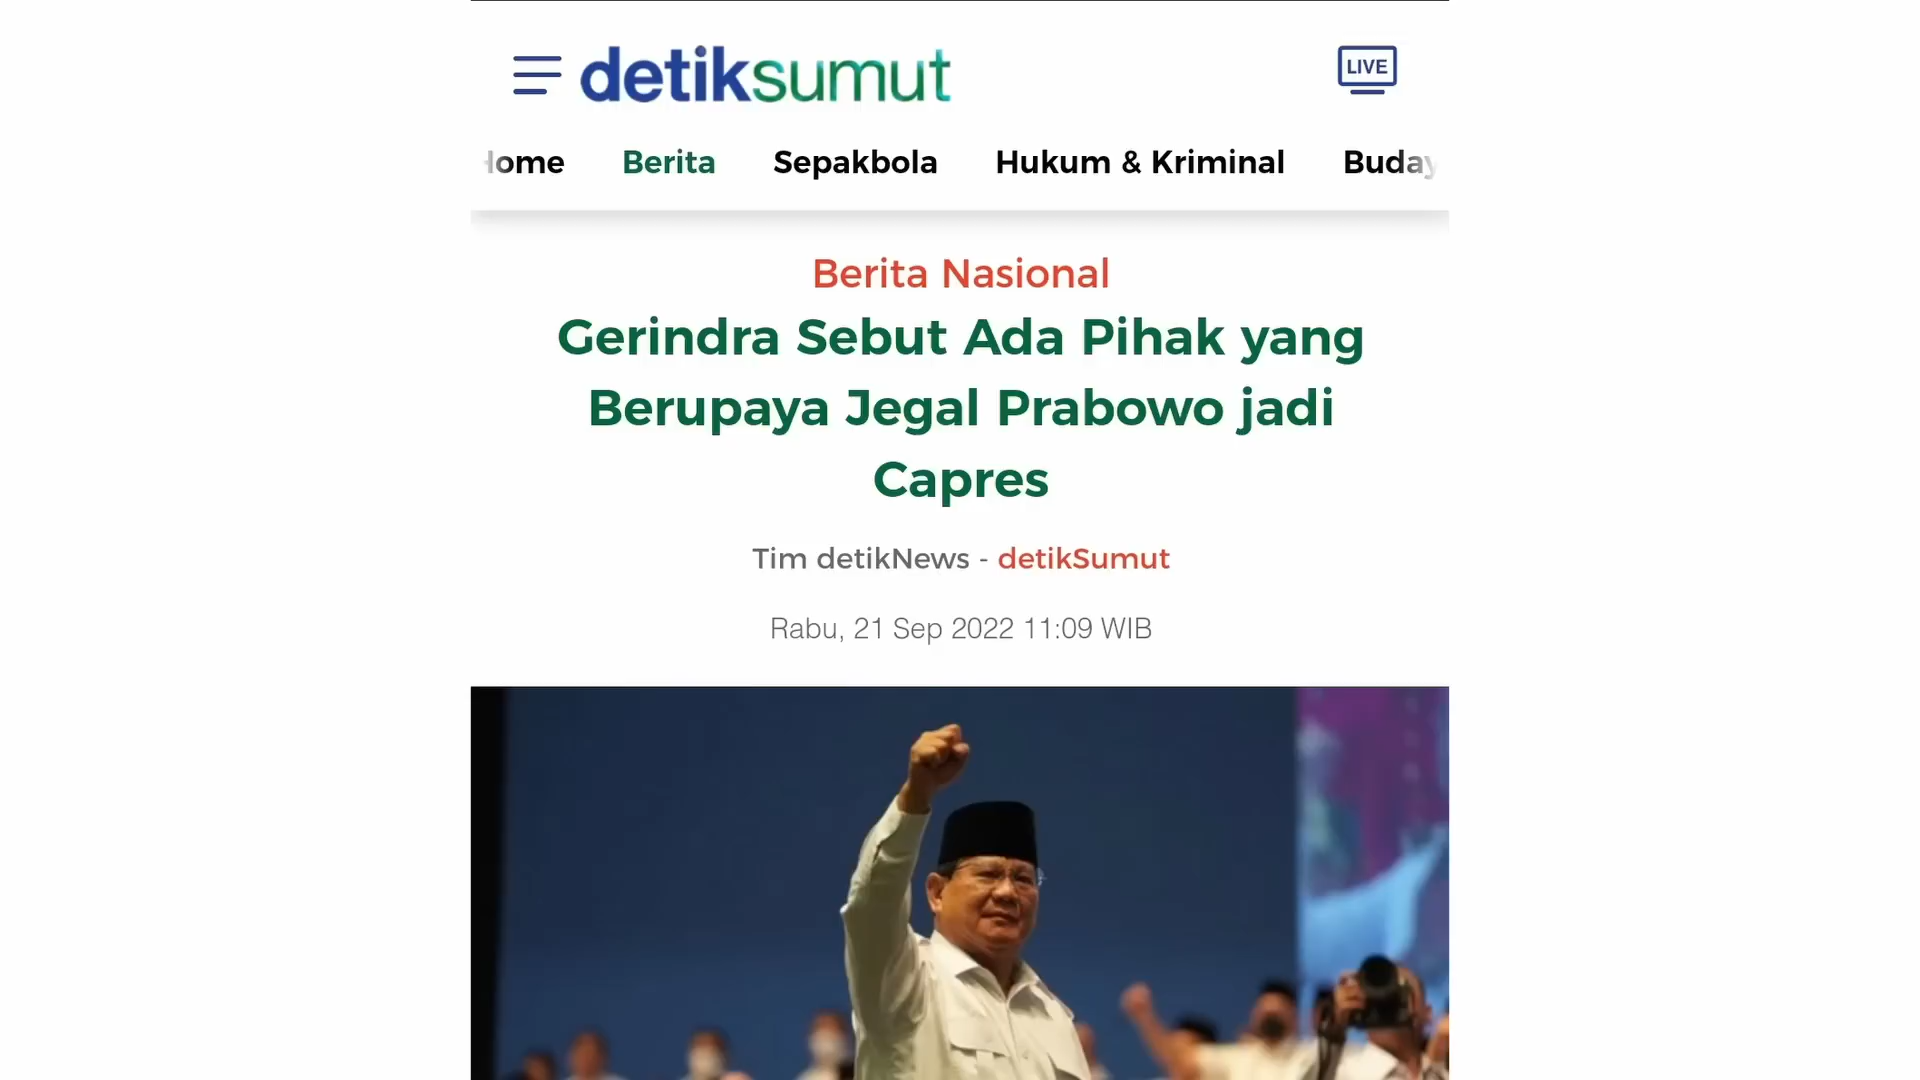 detiksumut
LIVE
Berita
Sepakbola
Hukum & Kriminal
Berita Nasional
Gerindra Sebut Ada Pihak yang
Berupaya Jegal Prabowo jadi
Capres
Tim detikNews - detikSumut
Rabu, 21 Sep 2022 11:09 WIB